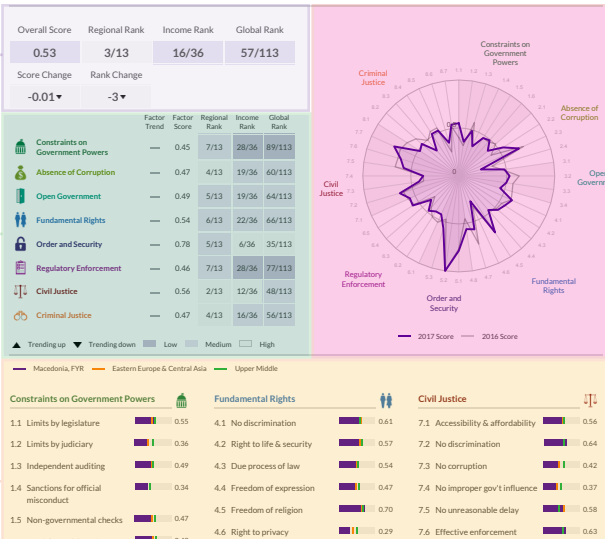 Overall Score Regional Rank Income Rank Global Rank
0.53 3/13 16/36 57/113
Score Change Rank Change
-0.01▾ -3▾
Factor Trend Factor Score Regional Rank Income Rank Global Rank
Constraints on Government Powers — 0.45 7/13 28/36 89/113
Absence of Corruption — 0.47 4/13 19/36 60/113
Open Government — 0.49 5/13 19/36 64/113
Fundamental Rights — 0.54 6/13 22/36 66/113
Order and Security — 0.78 5/13 6/36 35/113
Regulatory Enforcement — 0.46 7/13 28/36 77/113
Civil Justice — 0.56 2/13 12/36 48/113
Criminal Justice — 0.47 4/13 16/36 56/113
▲ Trending up ▼ Trending down Low Medium High
Constraints on
Government
Powers
Criminal
Justice
Absence of
Corruption
Open
Civil
Justice
Regulatory
Enforcement
Fundamental
Rights
Order and
Security
0
2017 Score 2016 Score
Macedonia, FYR Eastern Europe & Central Asia Upper Middle
Constraints on Government Powers
1.1 Limits by legislature 0.55
1.2 Limits by judiciary 0.36
1.3 Independent auditing 0.49
1.4 Sanctions for official 0.34
misconduct
1.5 Non-governmental checks 0.47
Fundamental Rights
4.1 No discrimination 0.61
4.2 Right to life & security 0.57
4.3 Due process of law 0.54
4.4 Freedom of expression 0.47
4.5 Freedom of religion 0.70
4.6 Right to privacy 0.29
Civil Justice
7.1 Accessibility & affordability 0.56
7.2 No discrimination 0.64
7.3 No corruption 0.42
7.4 No improper gov't influence 0.37
7.5 No unreasonable delay 0.58
7.6 Effective enforcement 0.63